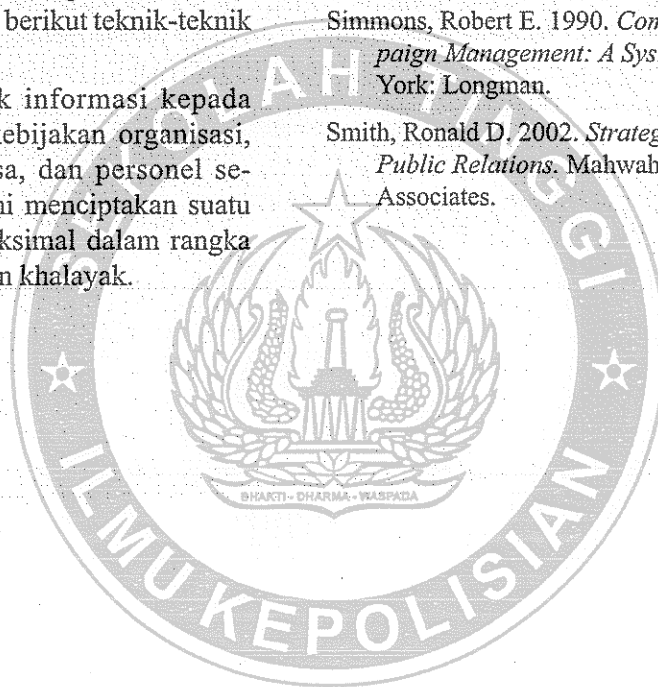 berikut teknik-teknik
k informasi kepada
kebijakan organisasi,
sa, dan personel se-
ni menciptakan suatu
ksimal dalam rangka
n khalayak.
Simmons, Robert E. 1990. Com
paign Management: A Sys
York: Longman.
Smith, Ronald D. 2002. Strateg
Public Relations. Mahwah
Associates.
SEKOLAH TINGGI
BHAKTI - DHARMA - WASPADA
ILMU KEPOLISIAN